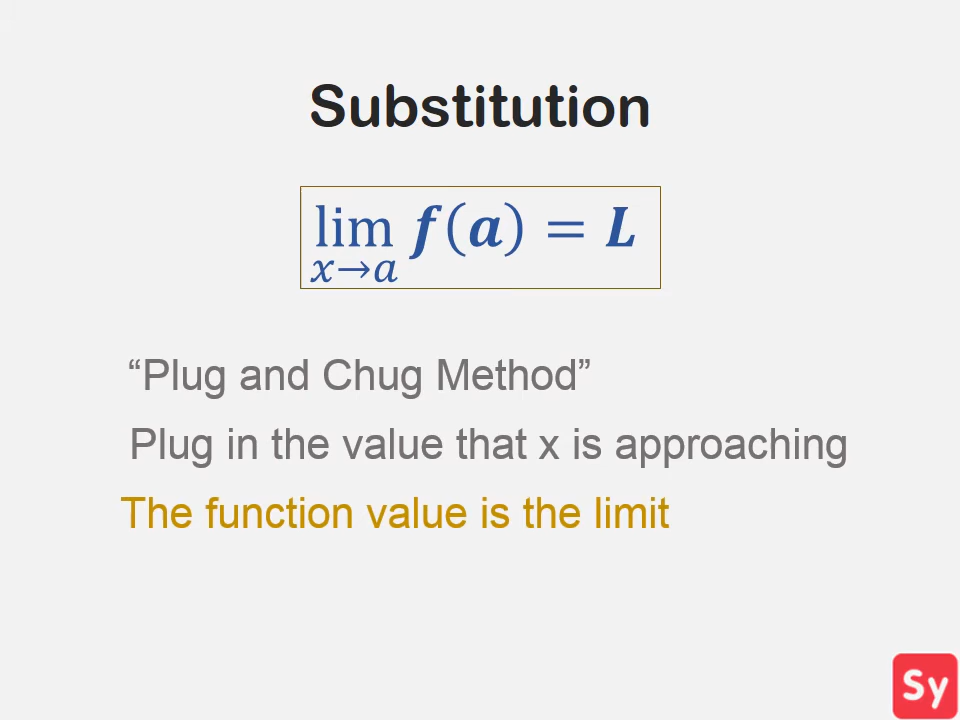 Substitution
lim f(a) = L
x→a
“Plug and Chug Method”
Plug in the value that x is approaching
The function value is the limit
Sy